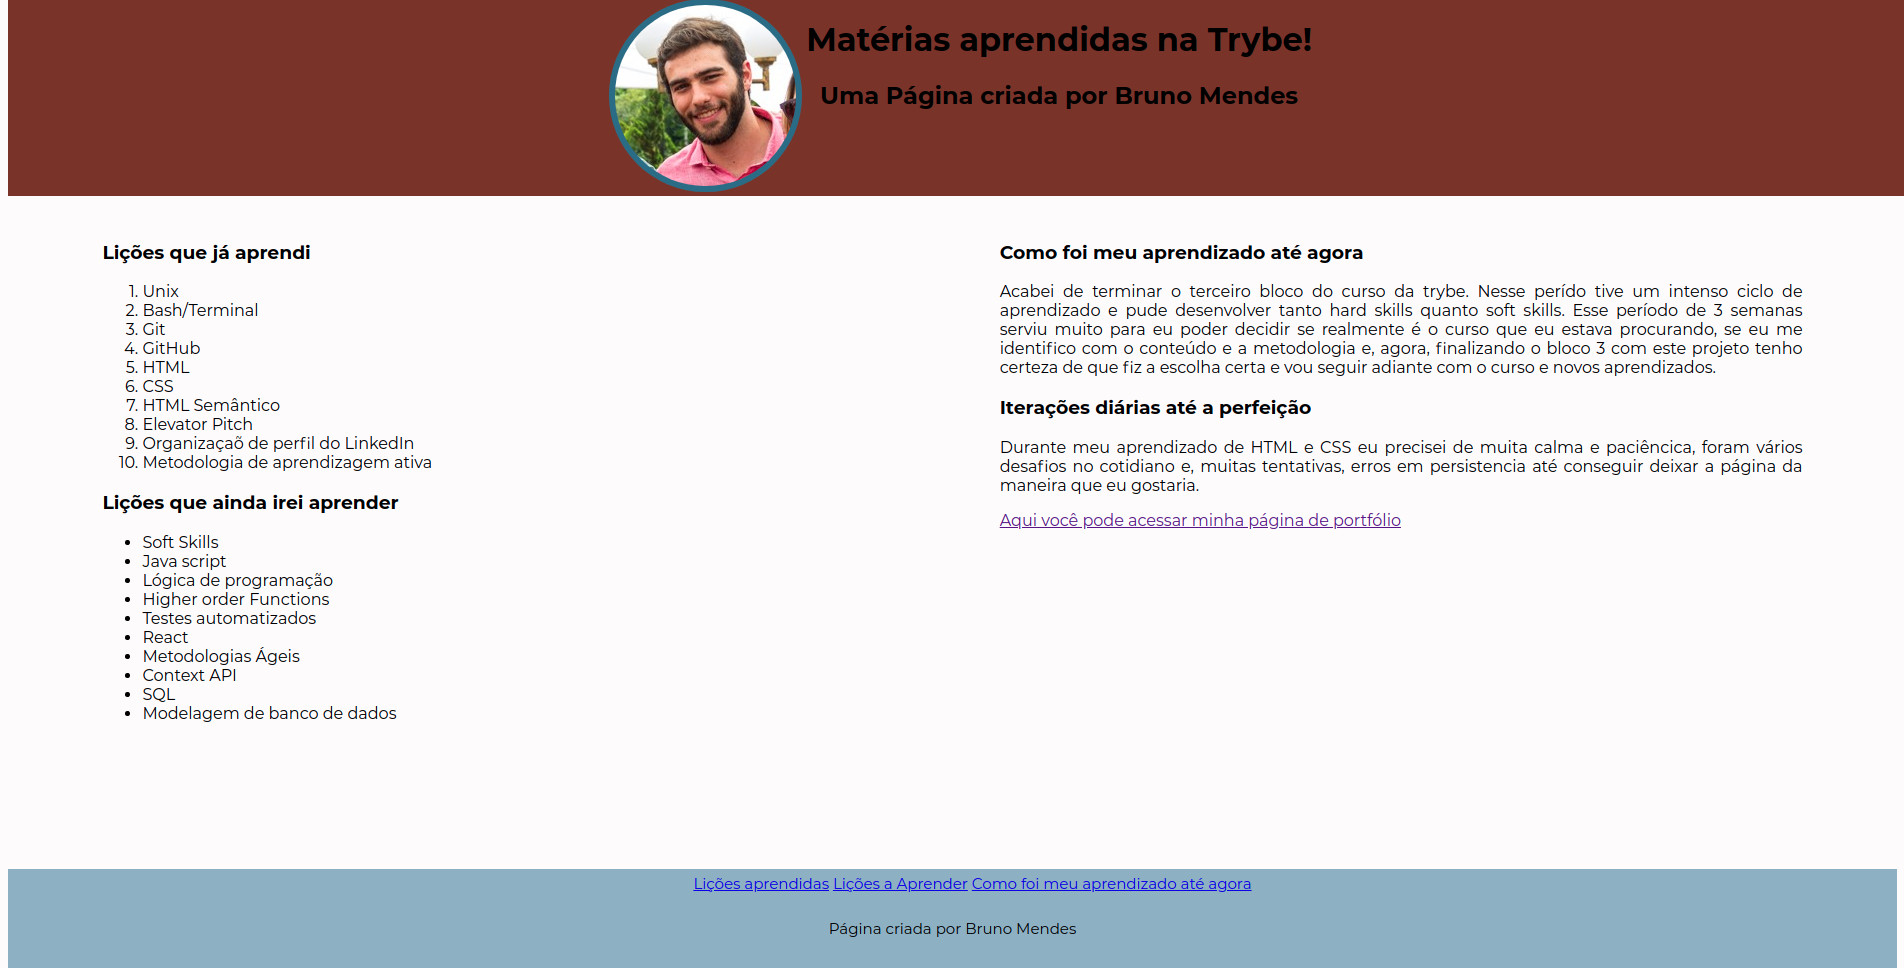 Matérias aprendidas na Trybe!
Uma Página criada por Bruno Mendes
Lições que já aprendi
1. Unix
2. Bash/Terminal
3. Git
4. GitHub
5. HTML
6. CSS
7. HTML Semântico
8. Elevator Pitch
9. Organizaçaõ de perfil do LinkedIn
10. Metodologia de aprendizagem ativa
Lições que ainda irei aprender
• Soft Skills
• Java script
• Lógica de programação
• Higher order Functions
• Testes automatizados
• React
• Metodologias Ágeis
• Context API
• SQL
• Modelagem de banco de dados
Como foi meu aprendizado até agora
Acabei de terminar o terceiro bloco do curso da trybe. Nesse perído tive um intenso ciclo de
aprendizado e pude desenvolver tanto hard skills quanto soft skills. Esse período de 3 semanas
serviu muito para eu poder decidir se realmente é o curso que eu estava procurando, se eu me
identifico com o conteúdo e a metodologia e, agora, finalizando o bloco 3 com este projeto tenho
certeza de que fiz a escolha certa e vou seguir adiante com o curso e novos aprendizados.
Iterações diárias até a perfeição
Durante meu aprendizado de HTML e CSS eu precisei de muita calma e paciêncica, foram vários
desafios no cotidiano e, muitas tentativas, erros em persistencia até conseguir deixar a página da
maneira que eu gostaria.
Aqui você pode acessar minha página de portfólio
Lições aprendidas Lições a Aprender Como foi meu aprendizado até agora
Página criada por Bruno Mendes